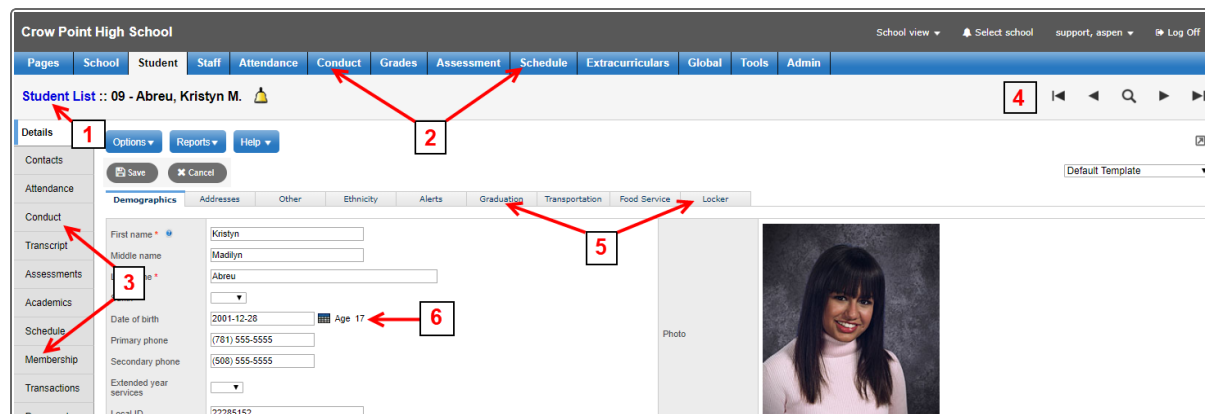 Crow Point High School School view ▾ Select school support, aspen ▾ Log Off
Pages School Student Staff Attendance Conduct Grades Assessment Schedule Extracurriculars Global Tools Admin
Student List :: 09 - Abreu, Kristyn M. 4
1 2
Details Options ▾ Reports ▾ Help ▾
Contacts Save Cancel Default Template
Attendance
Demographics Addresses Other Ethnicity Alerts Graduation Transportation Food Service Locker
Conduct
First name * Kristyn
Transcript
5
Middle name Madilyn
Assessments
3
Abreu
Academics
Date of birth 2001-12-28 Age 17 6
Schedule
Primary phone (781) 555-5555 Photo
Membership
Secondary phone (508) 555-5555
Transactions
Extended year
services
Local ID 22285152